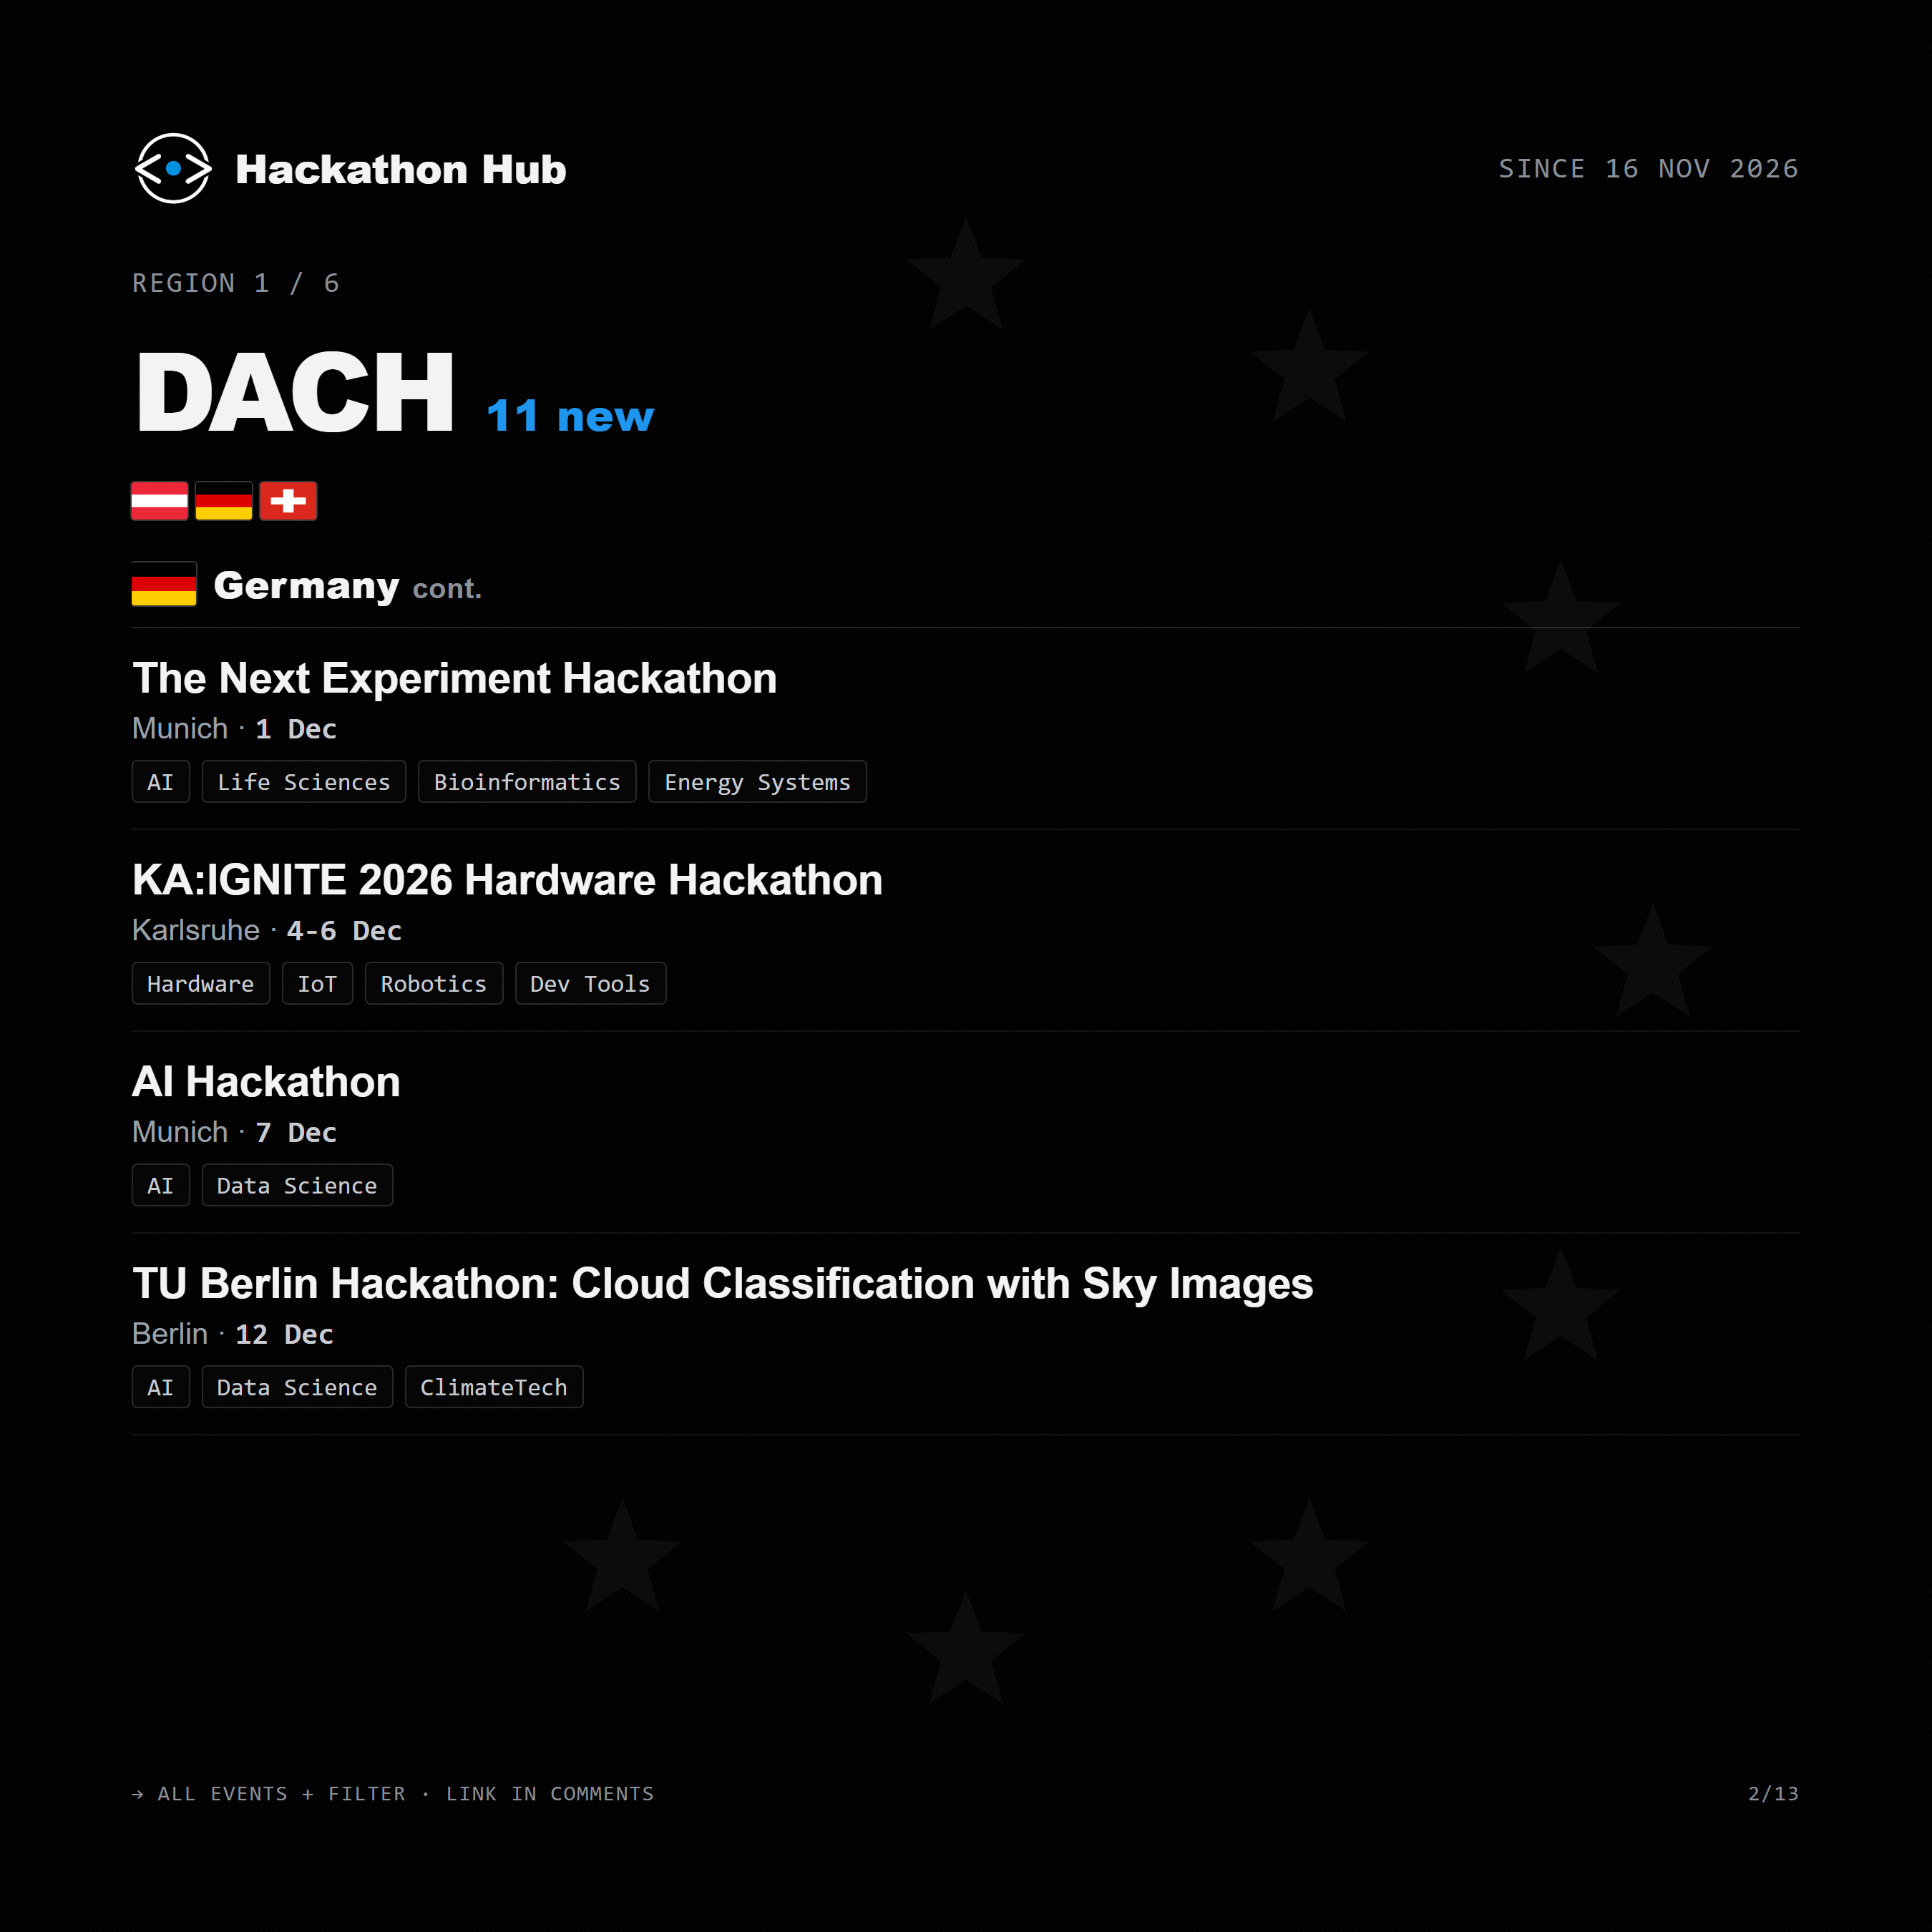 Hackathon Hub
SINCE 16 NOV 2026
REGION 1 / 6
DACH 11 new
Germany cont.
The Next Experiment Hackathon
Munich · 1 Dec
AI Life Sciences Bioinformatics Energy Systems
KA:IGNITE 2026 Hardware Hackathon
Karlsruhe · 4-6 Dec
Hardware IoT Robotics Dev Tools
AI Hackathon
Munich · 7 Dec
AI Data Science
TU Berlin Hackathon: Cloud Classification with Sky Images
Berlin · 12 Dec
AI Data Science ClimateTech
→ ALL EVENTS + FILTER · LINK IN COMMENTS
2/13